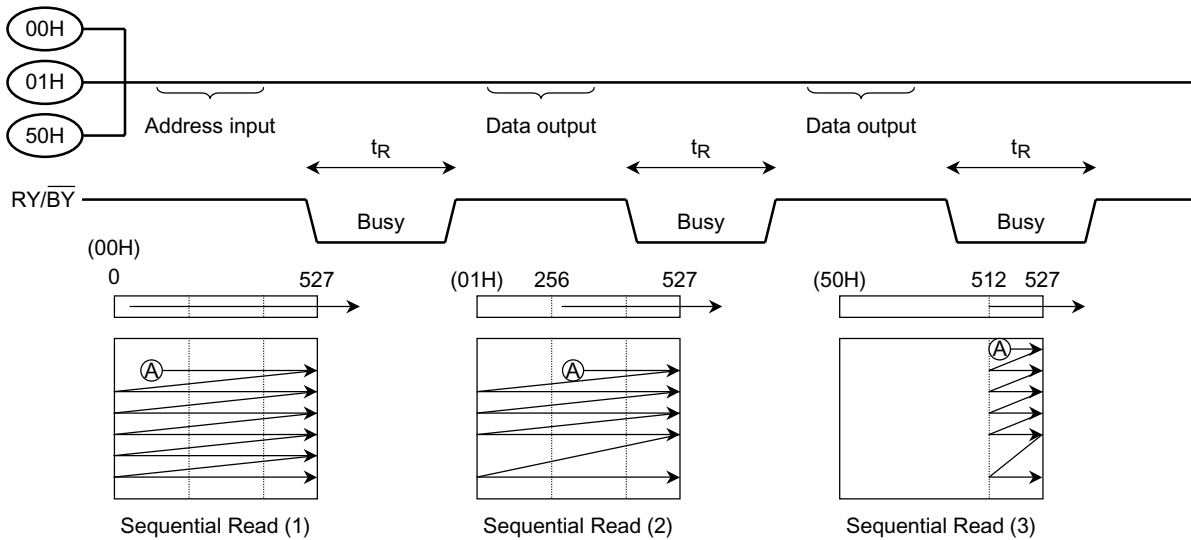 00H
01H
50H
Address input
Data output
Data output
tR
tR
tR
RY/BY
Busy
Busy
Busy
(00H)
0
527
(01H)
256
527
(50H)
512
527
A
A
A
Sequential Read (1)
Sequential Read (2)
Sequential Read (3)